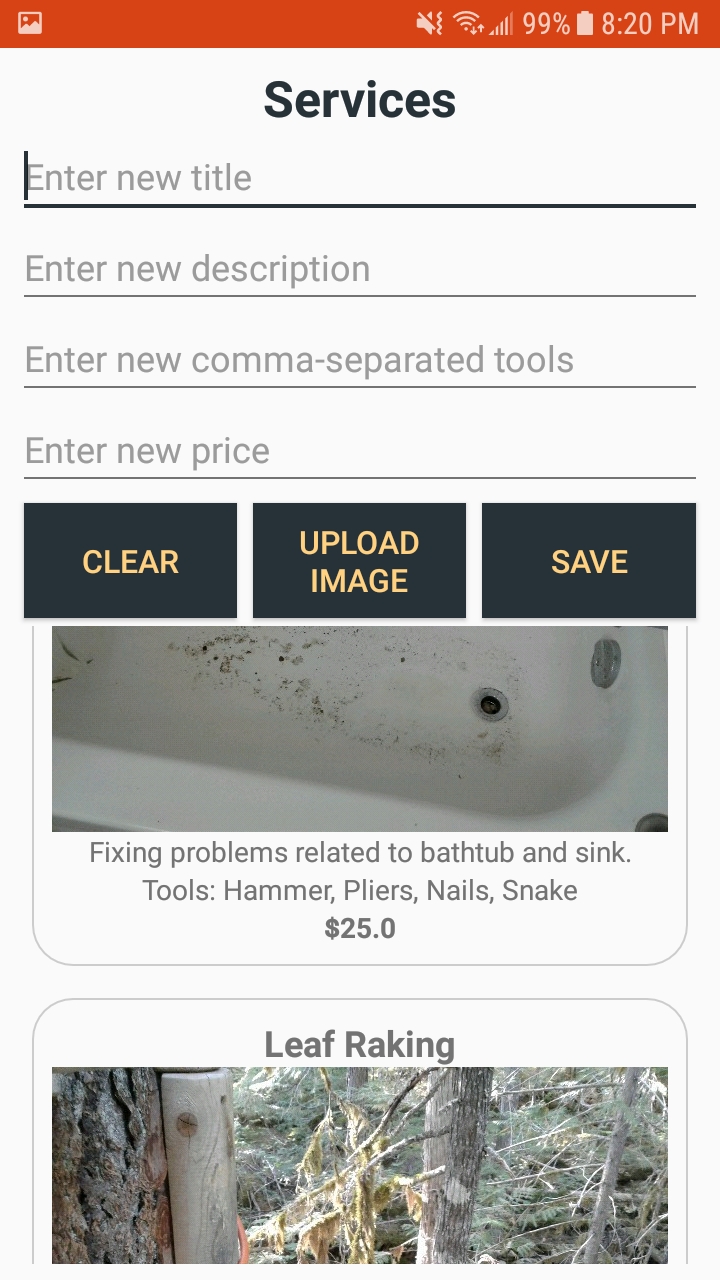 99% 8:20 PM
Services
Enter new title
Enter new description
Enter new comma-separated tools
Enter new price
CLEAR
UPLOAD
IMAGE
SAVE
Fixing problems related to bathtub and sink.
Tools: Hammer, Pliers, Nails, Snake
$25.0
Leaf Raking